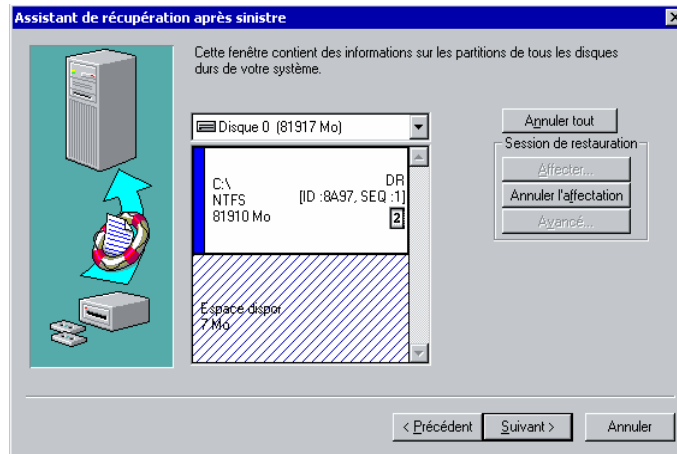 Assistant de récupération après sinistre
Cette fenêtre contient des informations sur les partitions de tous les disques
durs de votre système.
Disque 0 (81917 Mo)
Annuler tout
Session de restauration
Affecter...
Annuler l'affectation
Avancé...
C:\ DR
NTFS [ID :8A97, SEQ :1]
81910 Mo 2
Espace dispor
7 Mo
< Précédent
Suivant >
Annuler